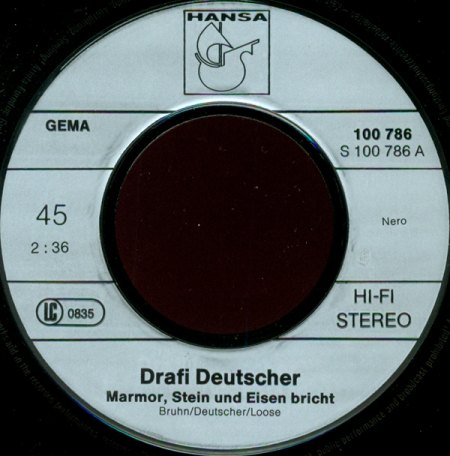 HANSA
GEMA
100 786
S 100 786 A
45
2 : 36
Nero
LC 0835
HI-FI
STEREO
Drafi Deutscher
Marmor, Stein und Eisen bricht
Bruhn/Deutscher/Loose